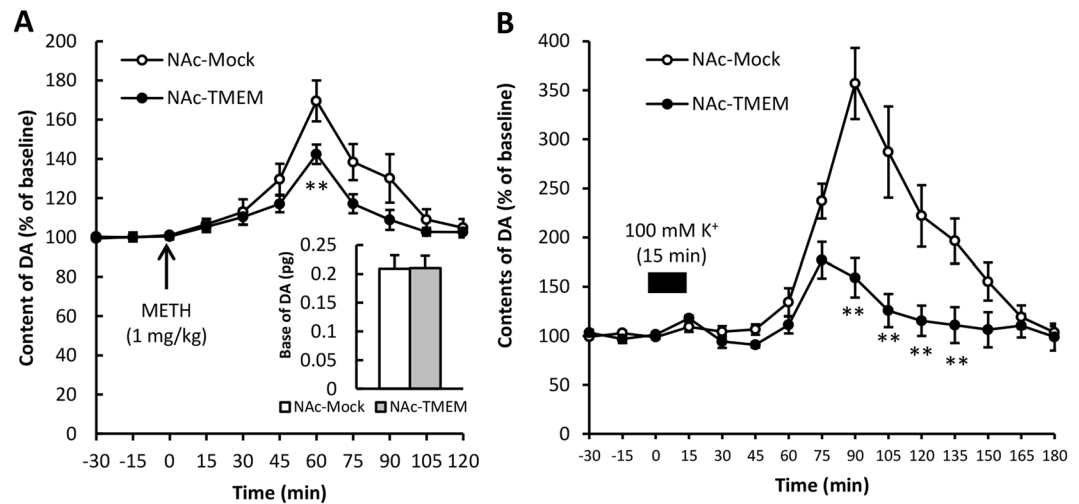 A
NAc-Mock
NAc-TMEM
Content of DA (% of baseline)
200
180
160
140
120
100
80
60
40
20
0
**
METH
(1 mg/kg)
Base of DA (pg)
0.25
0.2
0.15
0.1
0.05
0
NAc-Mock NAc-TMEM
-30 -15 0 15 30 45 60 75 90 105 120
Time (min)
B
NAc-Mock
NAc-TMEM
Contents of DA (% of baseline)
400
350
300
250
200
150
100
50
0
100 mM K⁺
(15 min)
**
**
**
**
-30 -15 0 15 30 45 60 75 90 105 120 135 150 165 180
Time (min)